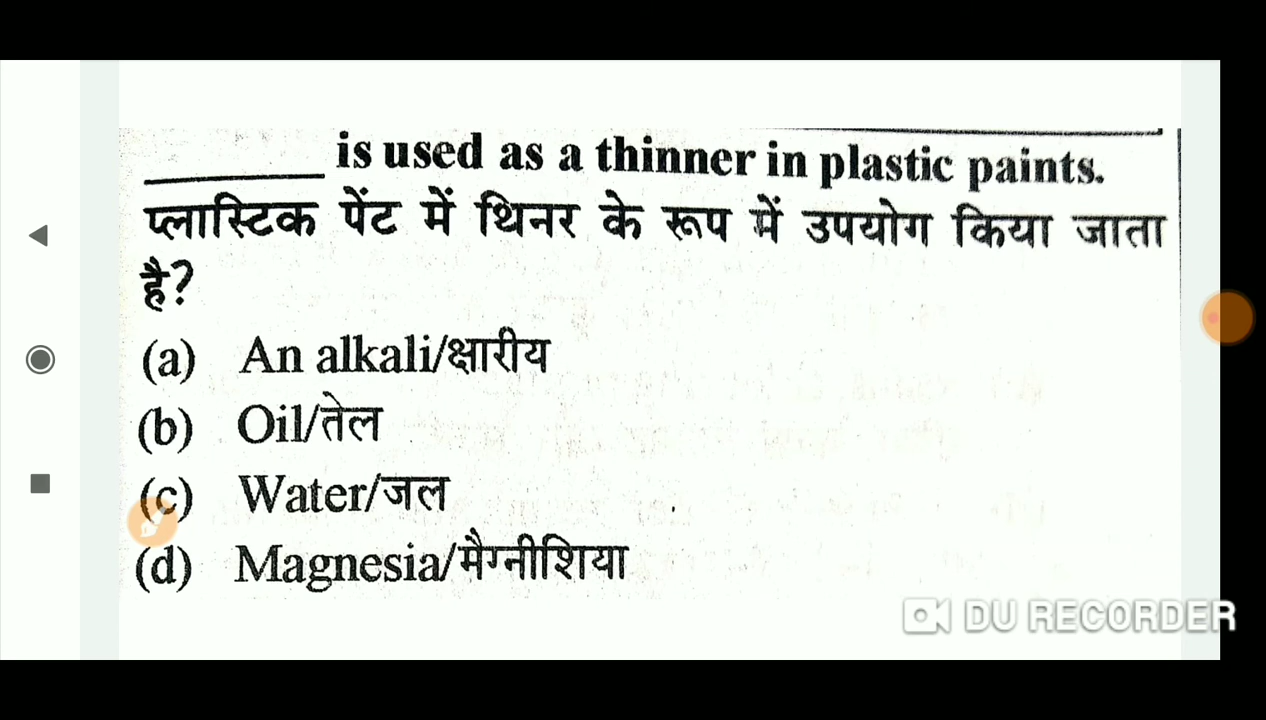 ________ is used as a thinner in plastic paints.
प्लास्टिक पेंट में थिनर के रूप में उपयोग किया जाता
है?
(a) An alkali/क्षारीय
(b) Oil/तेल
(c) Water/जल
(d) Magnesia/मैग्नीशिया
DU RECORDER